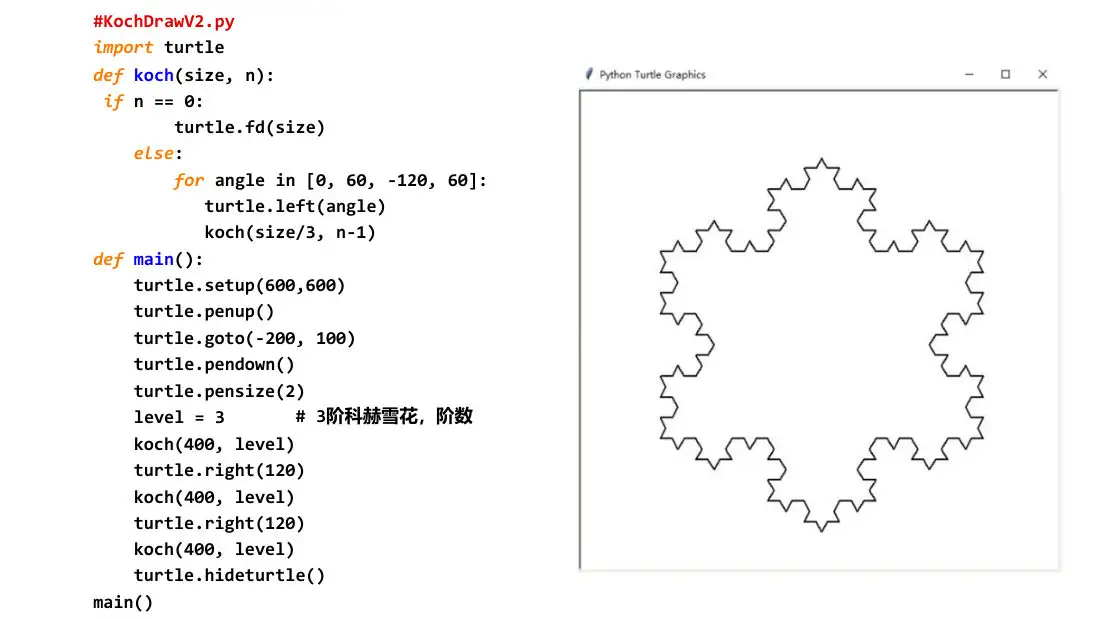 #KochDrawV2.py
import turtle
def koch(size, n):
 if n == 0:
        turtle.fd(size)
    else:
        for angle in [0, 60, -120, 60]:
           turtle.left(angle)
           koch(size/3, n-1)
def main():
    turtle.setup(600,600)
    turtle.penup()
    turtle.goto(-200, 100)
    turtle.pendown()
    turtle.pensize(2)
    level = 3       # 3阶科赫雪花，阶数
    koch(400, level)
    turtle.right(120)
    koch(400, level)
    turtle.right(120)
    koch(400, level)
    turtle.hideturtle()
main()
Python Turtle Graphics